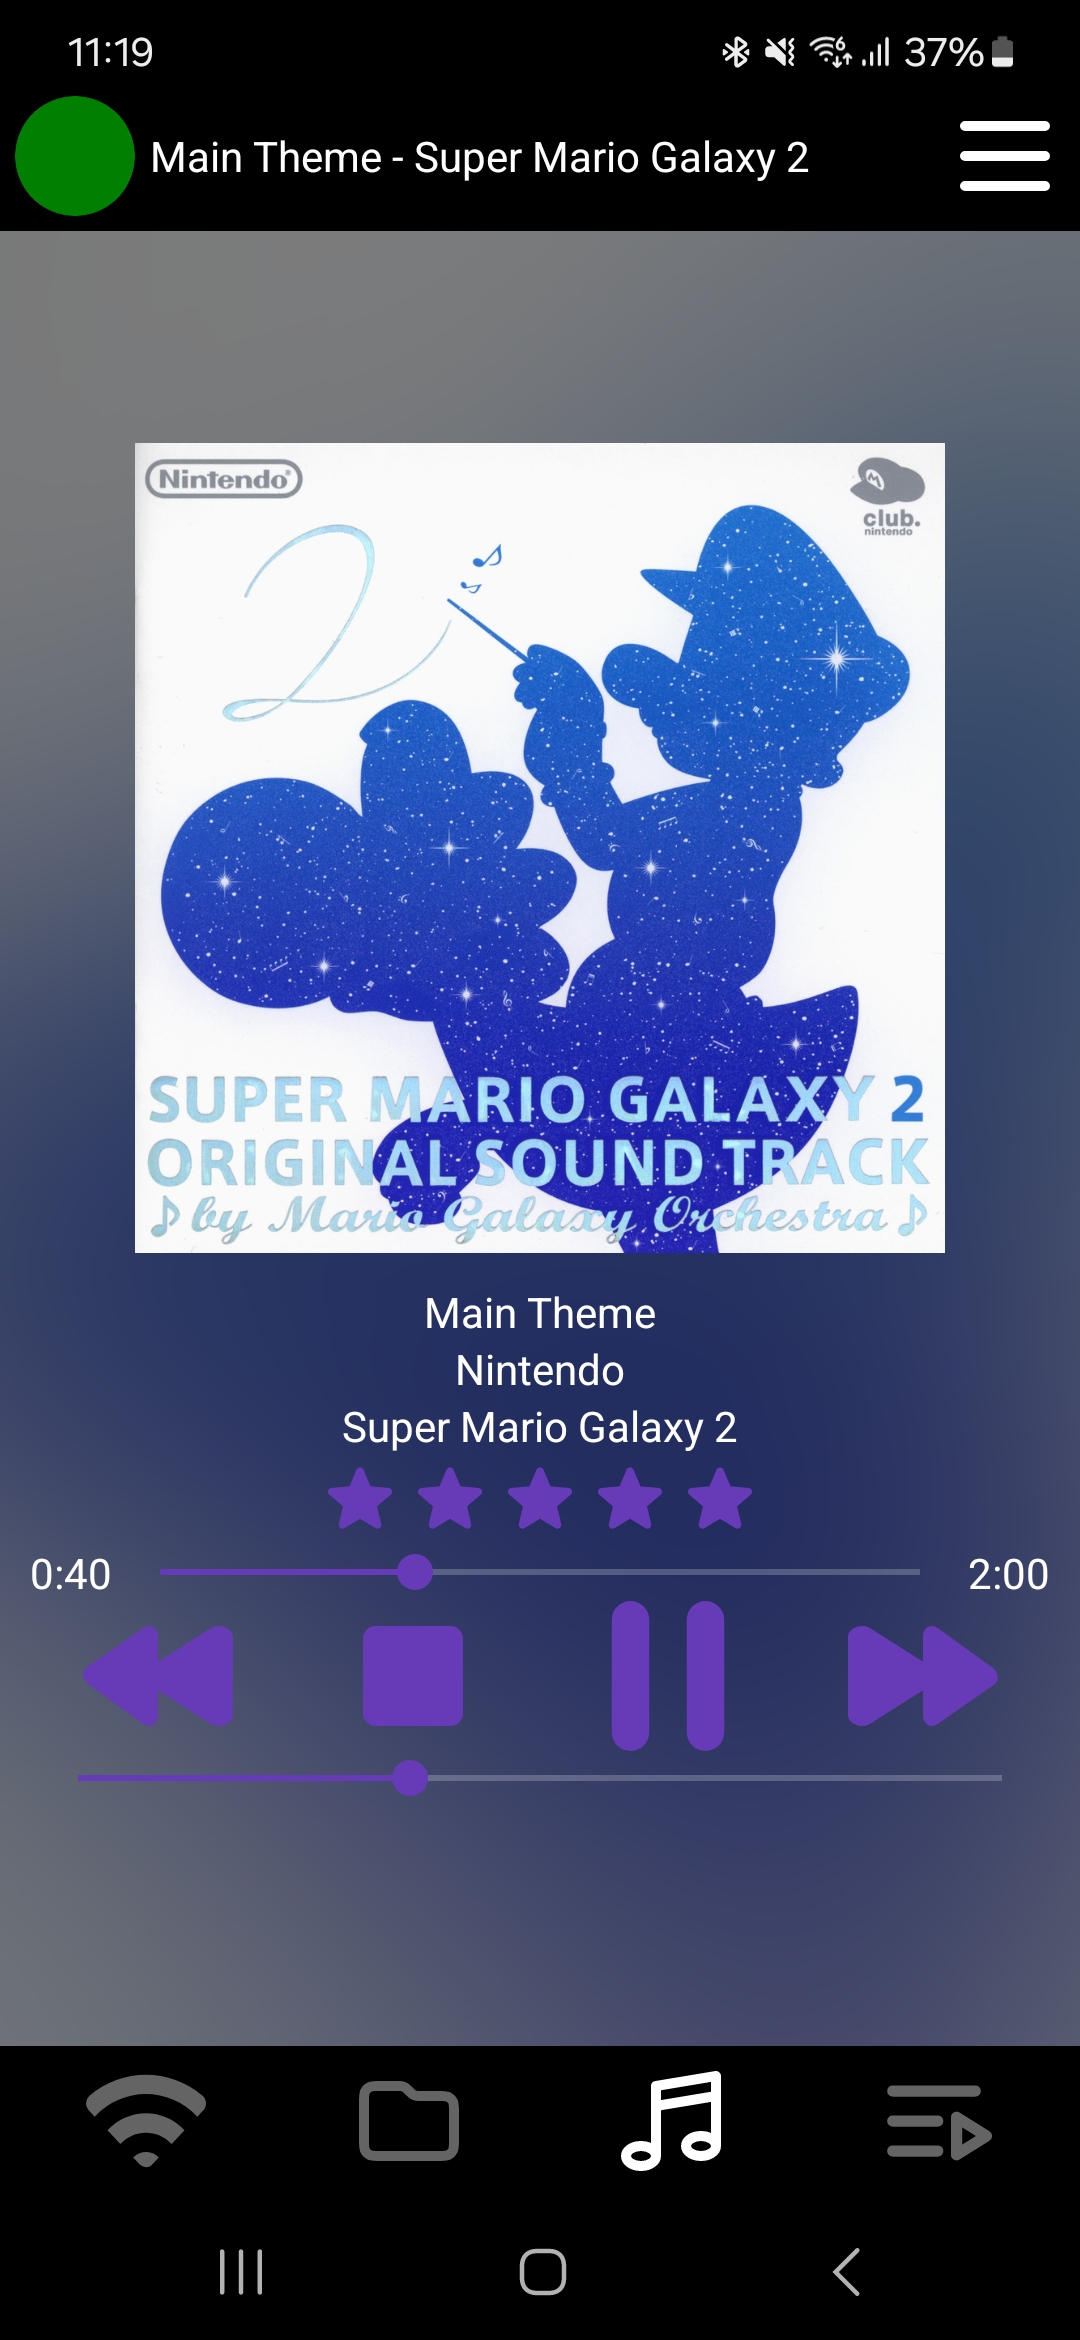 11:19
37%
Main Theme - Super Mario Galaxy 2
Nintendo®
club.
nintendo
M
2
SUPER MARIO GALAXY 2
ORIGINAL SOUND TRACK
♪ by Mario Galaxy Orchestra ♪
Main Theme
Nintendo
Super Mario Galaxy 2
0:40
2:00